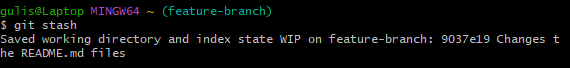 gulis@Laptop MINGW64 ~ (feature-branch)
$ git stash
Saved working directory and index state WIP on feature-branch: 9037e19 Changes t
he README.md files